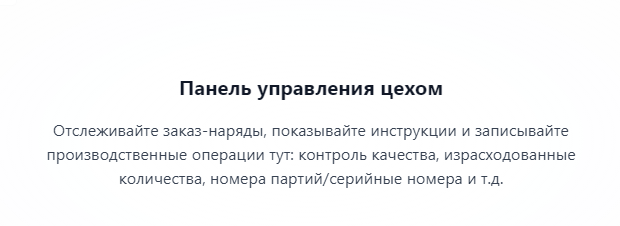 Панель управления цехом
Отслеживайте заказ-наряды, показывайте инструкции и записывайте
производственные операции тут: контроль качества, израсходованные
количества, номера партий/серийные номера и т.д.